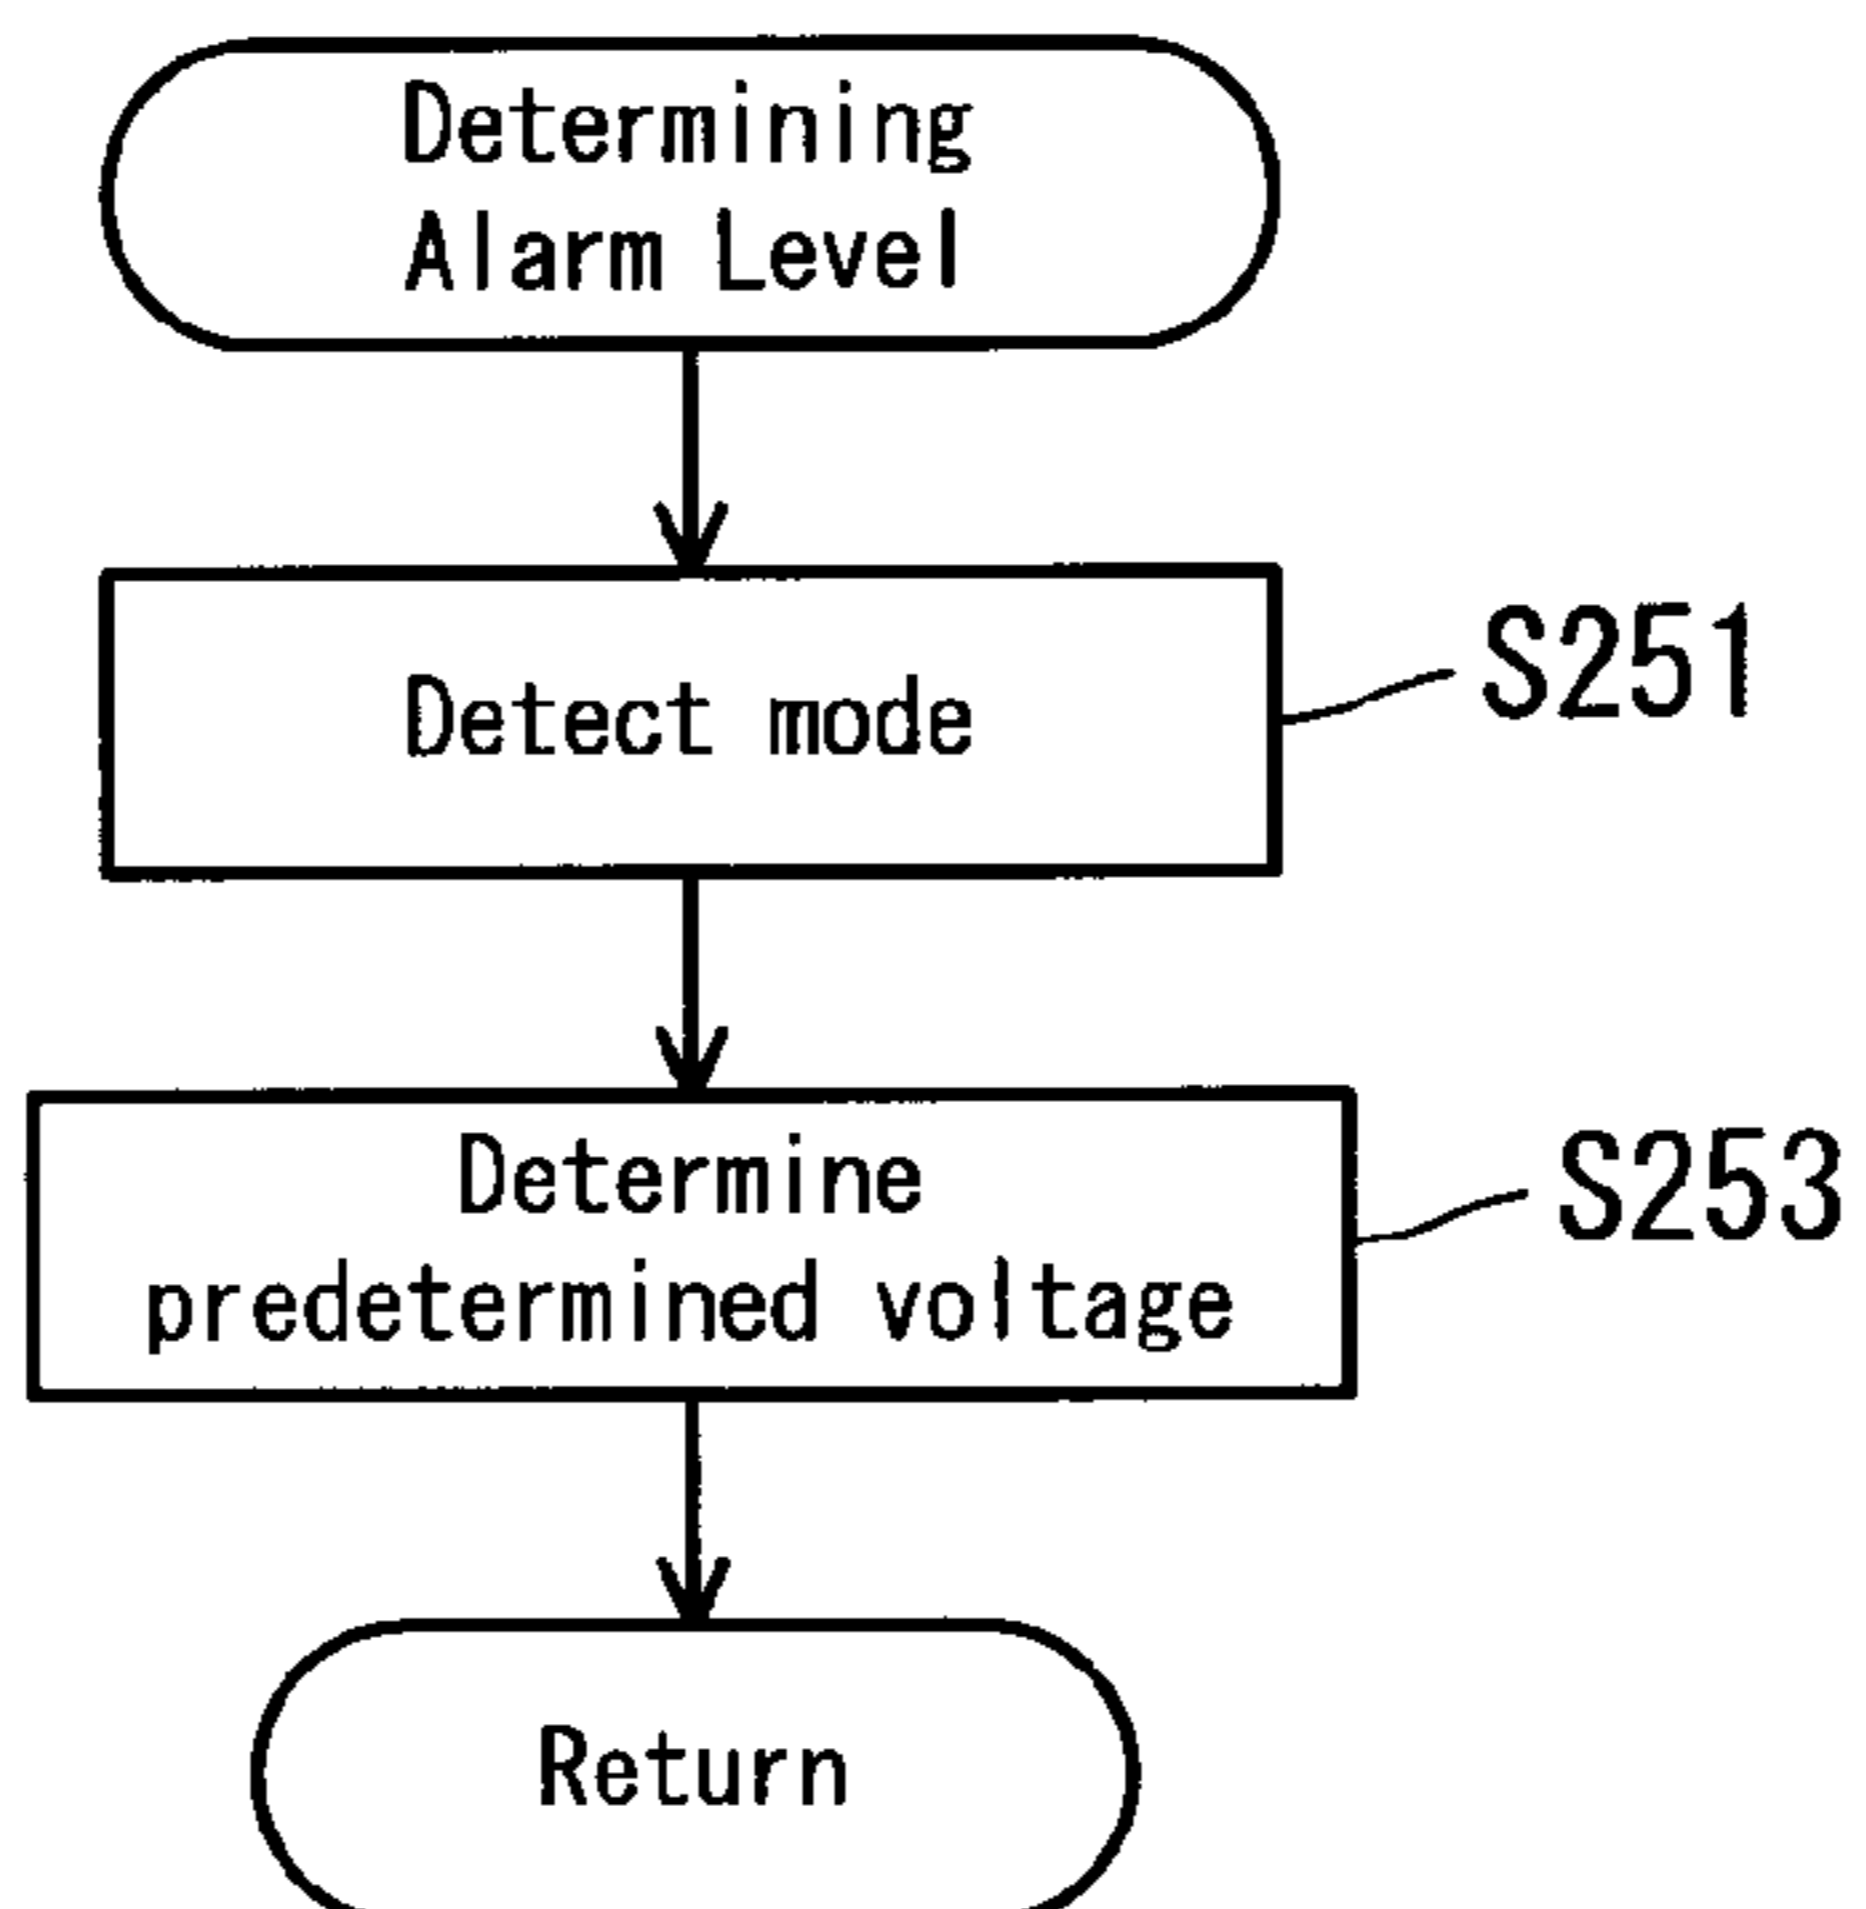 Determining
Alarm Level
Detect mode
S251
Determine
predetermined voltage
S253
Return